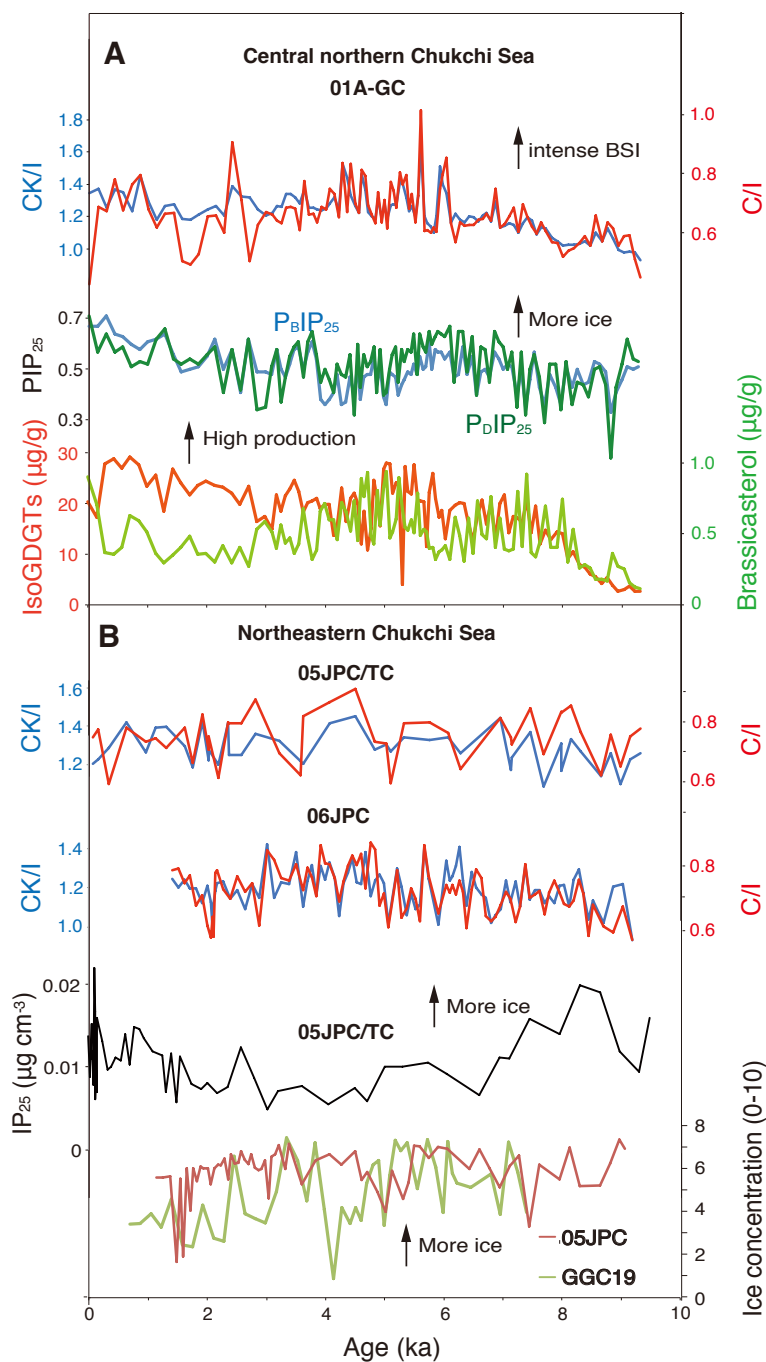 A
Central northern Chukchi Sea
01A-GC
CK/I
1.8
1.6
1.4
1.2
1.0
1.0
0.8
0.6
C/I
intense BSI
PIP25
0.7
0.5
0.3
PBIP25
More ice
PDIP25
High production
IsoGDGTs (µg/g)
30
20
10
0
1.0
0.5
0
Brassicasterol (µg/g)
B
Northeastern Chukchi Sea
05JPC/TC
CK/I
1.6
1.4
1.2
0.8
0.6
C/I
06JPC
CK/I
1.4
1.2
1.0
0.8
0.6
C/I
IP25 (µg cm-3)
0.02
0.01
0
More ice
05JPC/TC
8
6
4
2
0
Ice concentration (0-10)
More ice
05JPC
GGC19
0 2 4 6 8 10
Age (ka)